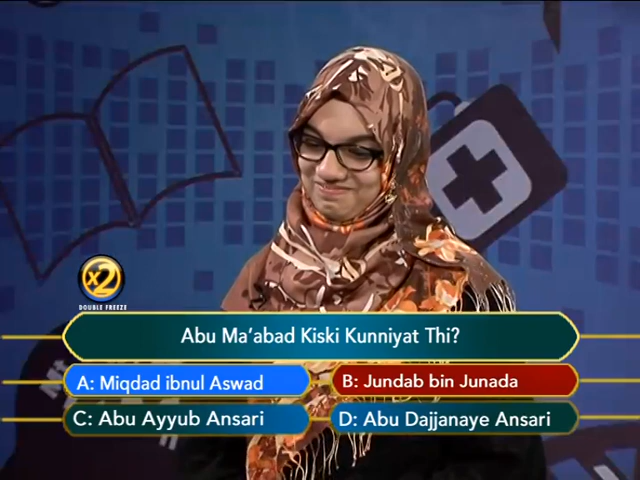 x2
DOUBLE FREEZE
Abu Ma'abad Kiski Kunniyat Thi?
A: Miqdad ibnul Aswad
B: Jundab bin Junada
C: Abu Ayyub Ansari
D: Abu Dajjanaye Ansari